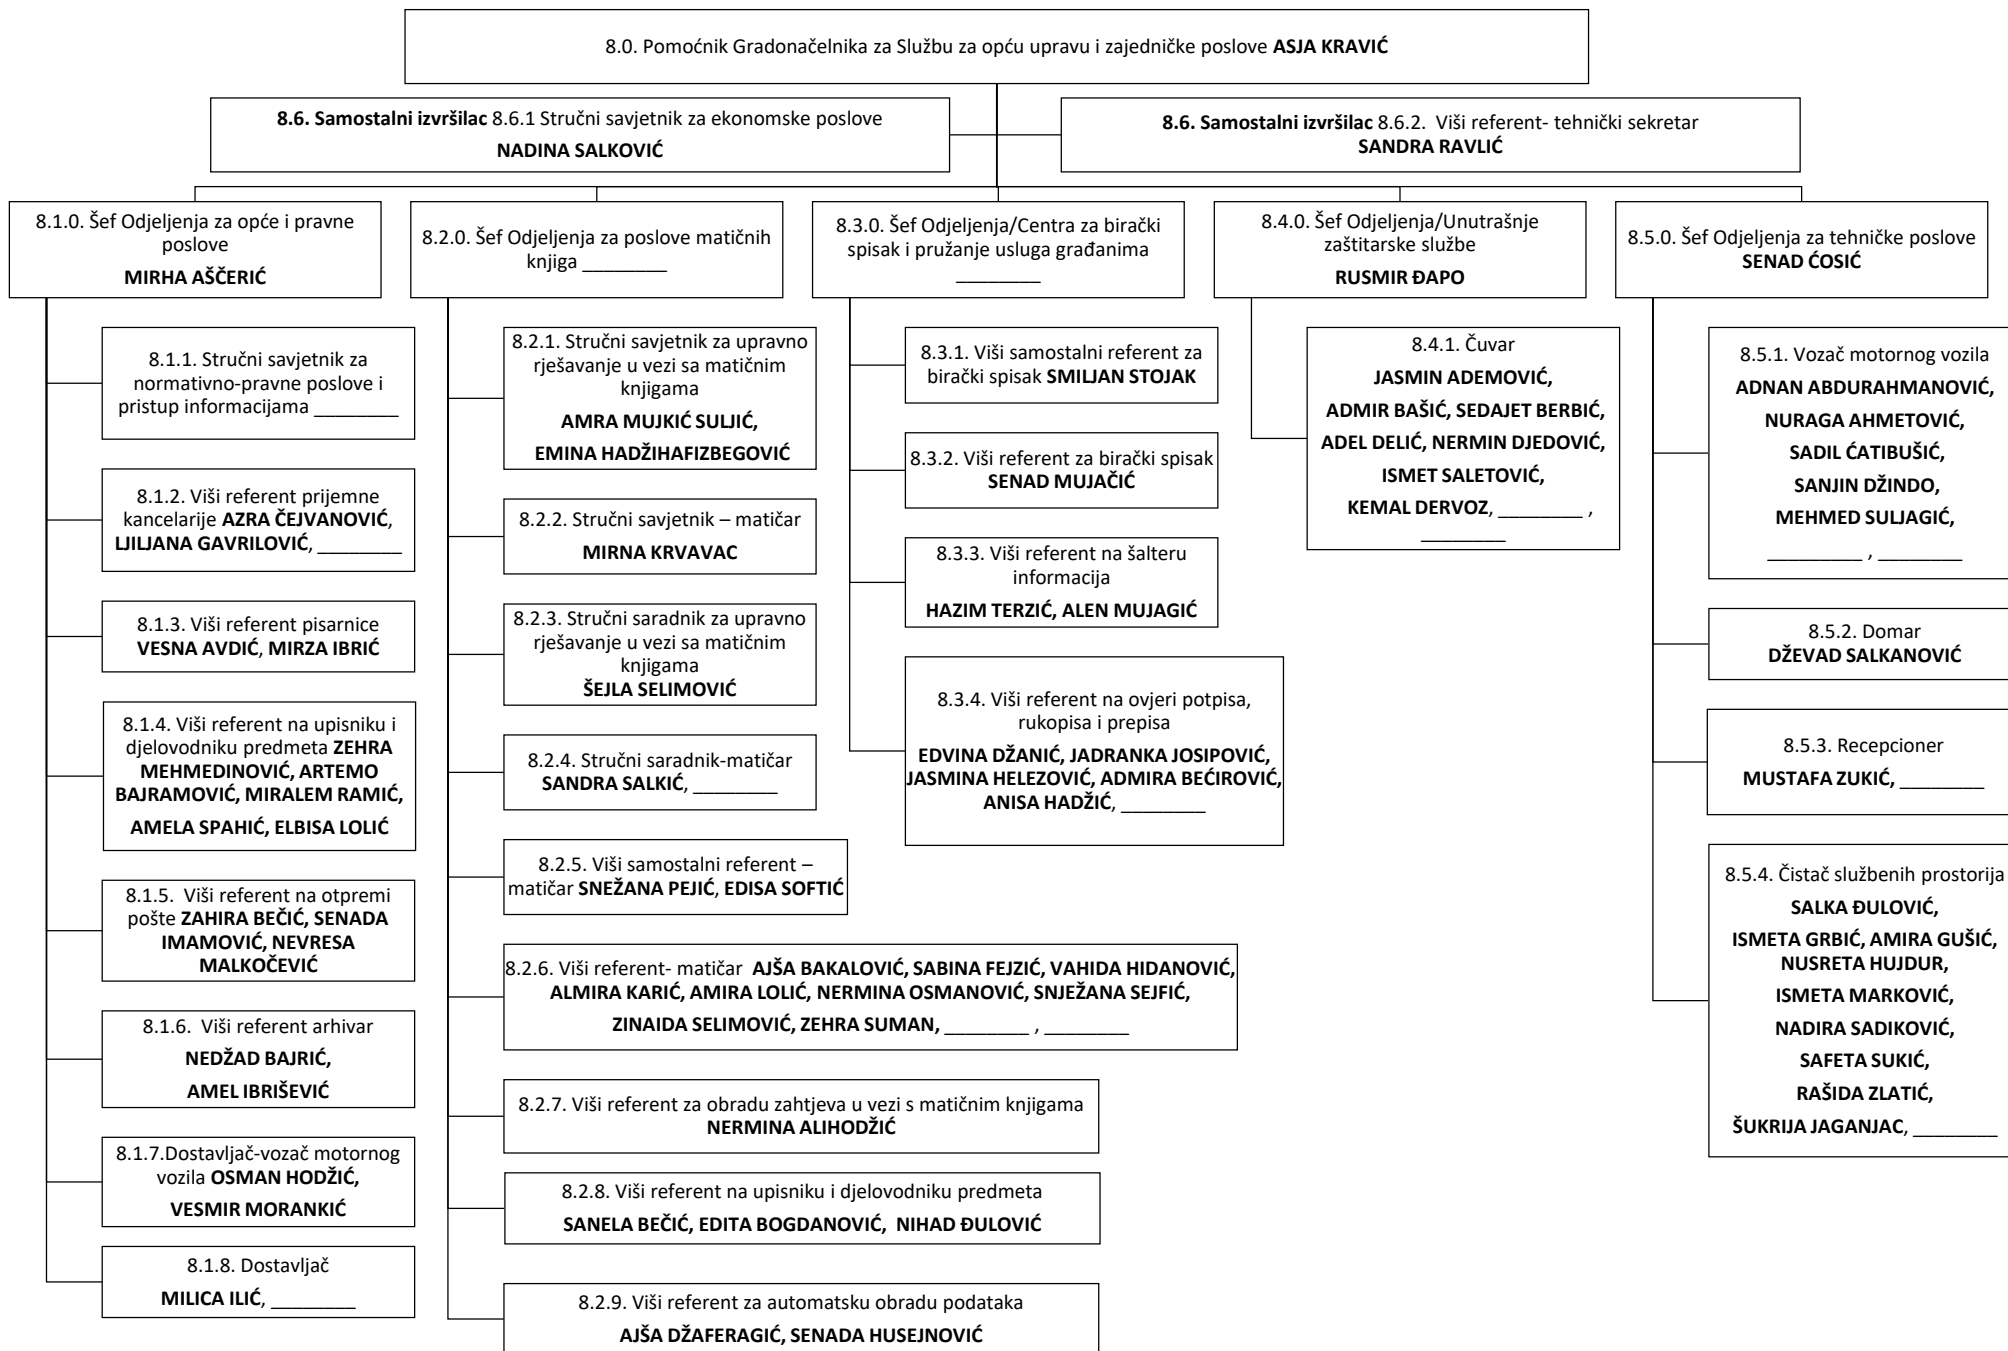 8.0. Pomoćnik Gradonačelnika za Službu za opću upravu i zajedničke poslove ASJA KRAVIĆ
8.6. Samostalni izvršilac 8.6.1 Stručni savjetnik za ekonomske poslove
NADINA SALKOVIĆ
8.6. Samostalni izvršilac 8.6.2.  Viši referent- tehnički sekretar
SANDRA RAVLIĆ
8.1.0. Šef Odjeljenja za opće i pravne
poslove
MIRHA AŠČERIĆ
8.1.1. Stručni savjetnik za
normativno-pravne poslove i
pristup informacijama ________
8.1.2. Viši referent prijemne
kancelarije AZRA ČEJVANOVIĆ,
LJILJANA GAVRILOVIĆ, ________
8.1.3. Viši referent pisarnice
VESNA AVDIĆ, MIRZA IBRIĆ
8.1.4. Viši referent na upisniku i
djelovodniku predmeta ZEHRA
MEHMEDINOVIĆ, ARTEMO
BAJRAMOVIĆ, MIRALEM RAMIĆ,
AMELA SPAHIĆ, ELBISA LOLIĆ
8.1.5.  Viši referent na otpremi
pošte ZAHIRA BEČIĆ, SENADA
IMAMOVIĆ, NEVRESA
MALKOČEVIĆ
8.1.6.  Viši referent arhivar
NEDŽAD BAJRIĆ,
AMEL IBRIŠEVIĆ
8.1.7.Dostavljač-vozač motornog
vozila OSMAN HODŽIĆ,
VESMIR MORANKIĆ
8.1.8. Dostavljač
MILICA ILIĆ, ________
8.2.0. Šef Odjeljenja za poslove matičnih
knjiga ________
8.2.1. Stručni savjetnik za upravno
rješavanje u vezi sa matičnim
knjigama
AMRA MUJKIĆ SULJIĆ,
EMINA HADŽIHAFIZBEGOVIĆ
8.2.2. Stručni savjetnik – matičar
MIRNA KRVAVAC
8.2.3. Stručni saradnik za upravno
rješavanje u vezi sa matičnim
knjigama
ŠEJLA SELIMOVIĆ
8.2.4. Stručni saradnik-matičar
SANDRA SALKIĆ, ________
8.2.5. Viši samostalni referent –
matičar SNEŽANA PEJIĆ, EDISA SOFTIĆ
8.2.6. Viši referent- matičar  AJŠA BAKALOVIĆ, SABINA FEJZIĆ, VAHIDA HIDANOVIĆ,
ALMIRA KARIĆ, AMIRA LOLIĆ, NERMINA OSMANOVIĆ, SNJEŽANA SEJFIĆ,
ZINAIDA SELIMOVIĆ, ZEHRA SUMAN, ________ , ________
8.2.7. Viši referent za obradu zahtjeva u vezi s matičnim knjigama
NERMINA ALIHODŽIĆ
8.2.8. Viši referent na upisniku i djelovodniku predmeta
SANELA BEČIĆ, EDITA BOGDANOVIĆ,  NIHAD ĐULOVIĆ
8.2.9. Viši referent za automatsku obradu podataka
AJŠA DŽAFERAGIĆ, SENADA HUSEJNOVIĆ
8.3.0. Šef Odjeljenja/Centra za birački
spisak i pružanje usluga građanima
________
8.3.1. Viši samostalni referent za
birački spisak SMILJAN STOJAK
8.3.2. Viši referent za birački spisak
SENAD MUJAČIĆ
8.3.3. Viši referent na šalteru
informacija
HAZIM TERZIĆ, ALEN MUJAGIĆ
8.3.4. Viši referent na ovjeri potpisa,
rukopisa i prepisa
EDVINA DŽANIĆ, JADRANKA JOSIPOVIĆ,
JASMINA HELEZOVIĆ, ADMIRA BEĆIROVIĆ,
ANISA HADŽIĆ, ________
8.4.0. Šef Odjeljenja/Unutrašnje
zaštitarske službe
RUSMIR ĐAPO
8.4.1. Čuvar
JASMIN ADEMOVIĆ,
ADMIR BAŠIĆ, SEDAJET BERBIĆ,
ADEL DELIĆ, NERMIN DJEDOVIĆ,
ISMET SALETOVIĆ,
KEMAL DERVOZ, ________ ,
________
8.5.0. Šef Odjeljenja za tehničke poslove
SENAD ĆOSIĆ
8.5.1. Vozač motornog vozila
ADNAN ABDURAHMANOVIĆ,
NURAGA AHMETOVIĆ,
SADIL ĆATIBUŠIĆ,
SANJIN DŽINDO,
MEHMED SULJAGIĆ,
_________ , ________
8.5.2. Domar
DŽEVAD SALKANOVIĆ
8.5.3. Recepcioner
MUSTAFA ZUKIĆ, ________
8.5.4. Čistač službenih prostorija
SALKA ĐULOVIĆ,
ISMETA GRBIĆ, AMIRA GUŠIĆ,
NUSRETA HUJDUR,
ISMETA MARKOVIĆ,
NADIRA SADIKOVIĆ,
SAFETA SUKIĆ,
RAŠIDA ZLATIĆ,
ŠUKRIJA JAGANJAC, ________